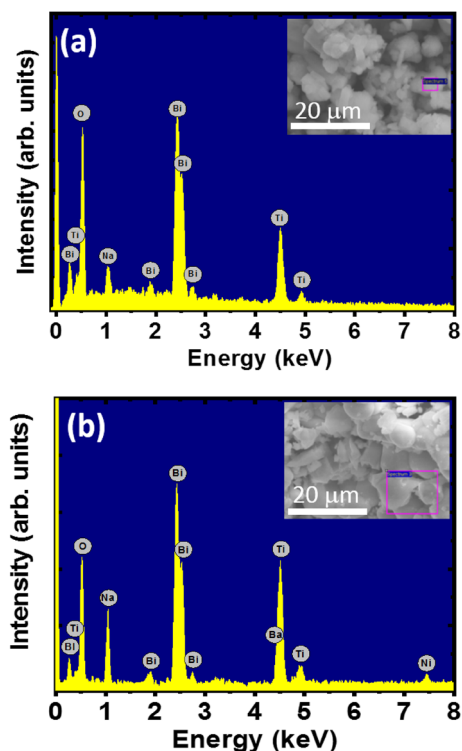 (a)
Intensity (arb. units)
Bi
Ti
O
Na
Bi
Bi
Bi
Bi
Ti
Ti
Spectrum 1
20 μm
0 1 2 3 4 5 6 7 8
Energy (keV)
(b)
Intensity (arb. units)
BI
Ti
O
Na
Bi
Bi
Bi
Bi
Ba
Ti
Ti
Ni
20 μm
0 1 2 3 4 5 6 7 8
Energy (keV)